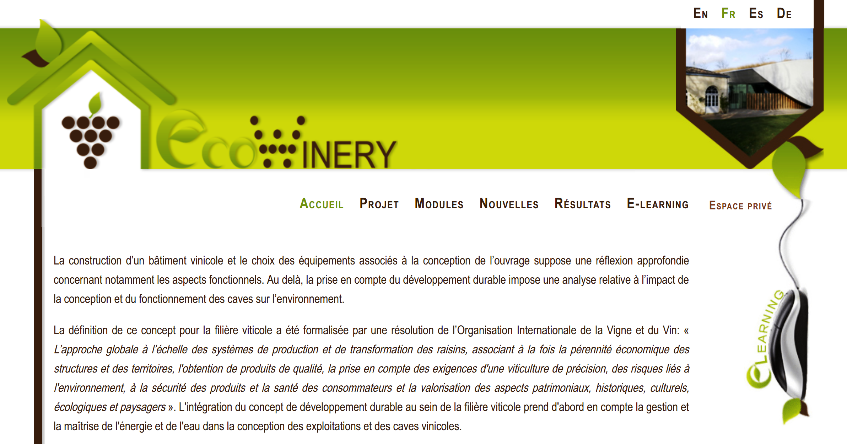 En Fr Es De
ecoWINERY
Accueil Projet Modules Nouvelles Résultats E-learning Espace privé
La construction d'un bâtiment vinicole et le choix des équipements associés à la conception de l'ouvrage suppose une réflexion approfondie
concernant notamment les aspects fonctionnels. Au delà, la prise en compte du développement durable impose une analyse relative à l'impact de
la conception et du fonctionnement des caves sur l'environnement.
La définition de ce concept pour la filière viticole a été formalisée par une résolution de l'Organisation Internationale de la Vigne et du Vin: «
L'approche globale à l'échelle des systèmes de production et de transformation des raisins, associant à la fois la pérennité économique des
structures et des territoires, l'obtention de produits de qualité, la prise en compte des exigences d'une viticulture de précision, des risques liés à
l'environnement, à la sécurité des produits et la santé des consommateurs et la valorisation des aspects patrimoniaux, historiques, culturels,
écologiques et paysagers ». L'intégration du concept de développement durable au sein de la filière viticole prend d'abord en compte la gestion et
la maîtrise de l'énergie et de l'eau dans la conception des exploitations et des caves vinicoles.
eLEARNING